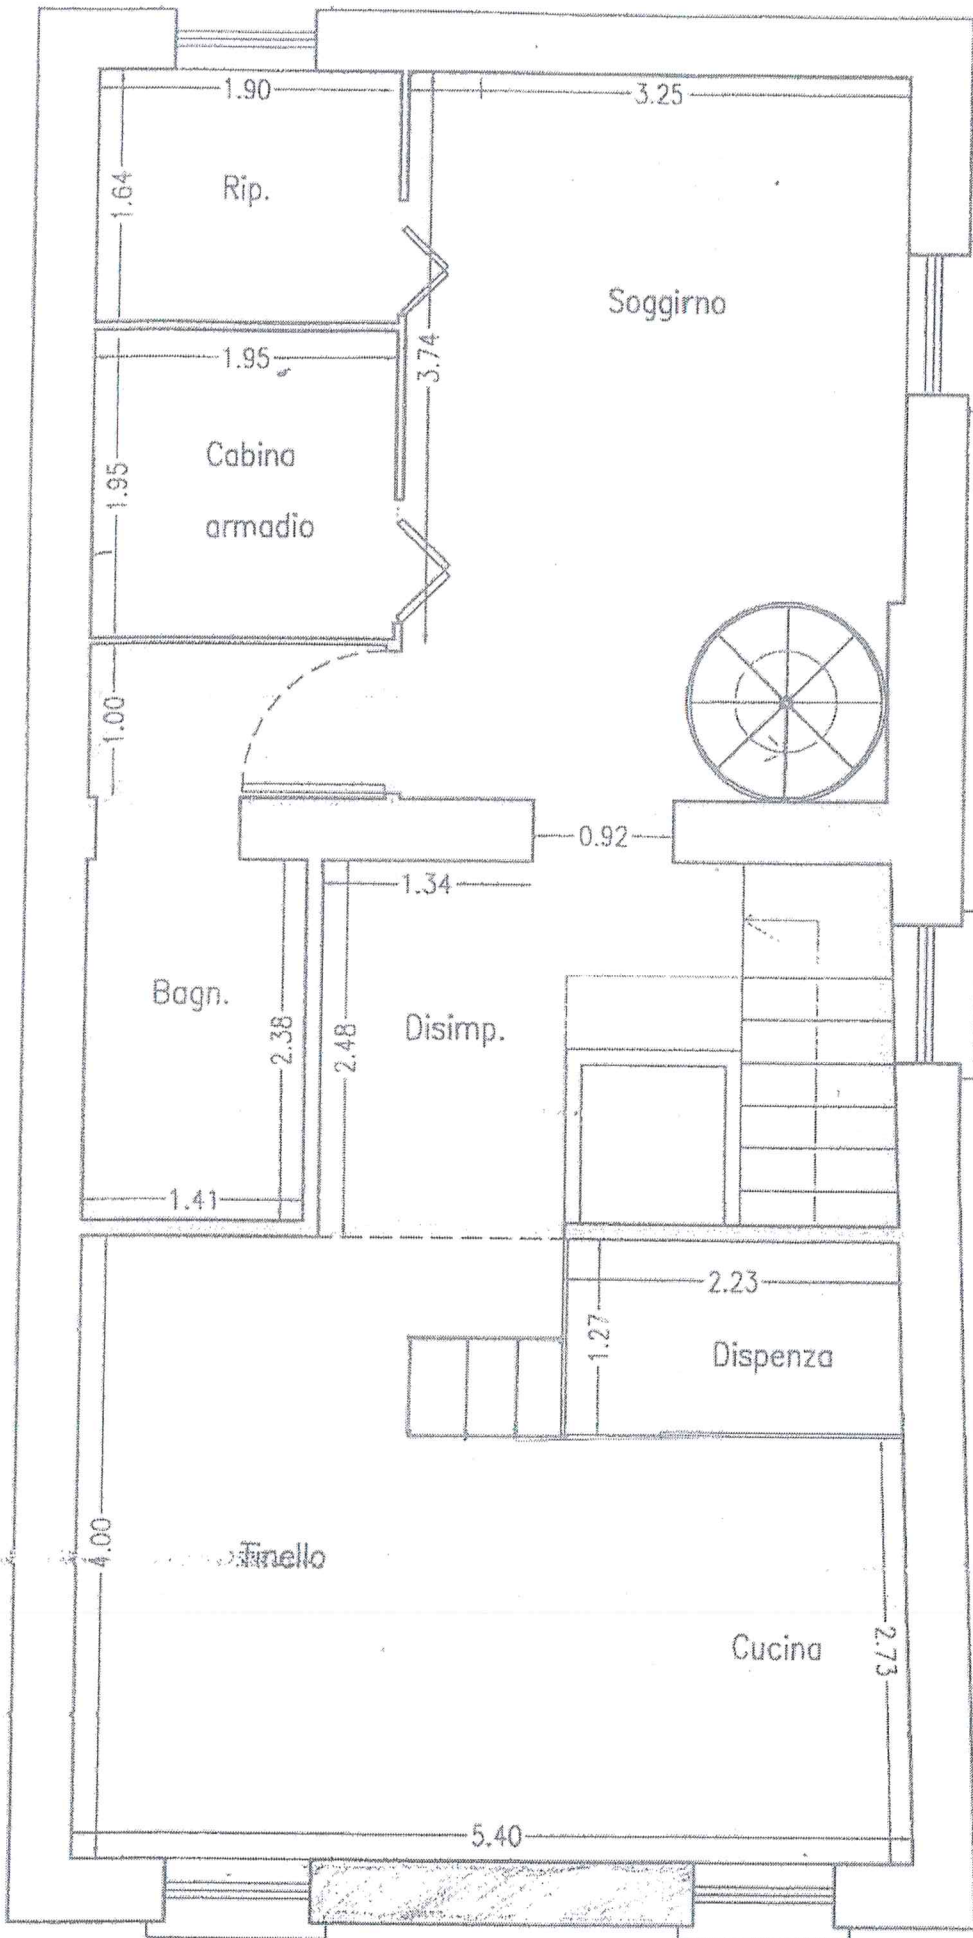 1.90
3.25
Rip.
1.64
Soggirno
3.74
1.95
Cabina
armadio
1.95
1.00
0.92
1.34
Bagn.
Disimp.
2.38
2.48
1.41
2.23
1.27
Dispenza
4.00
Tinello
Cucina
2.73
5.40